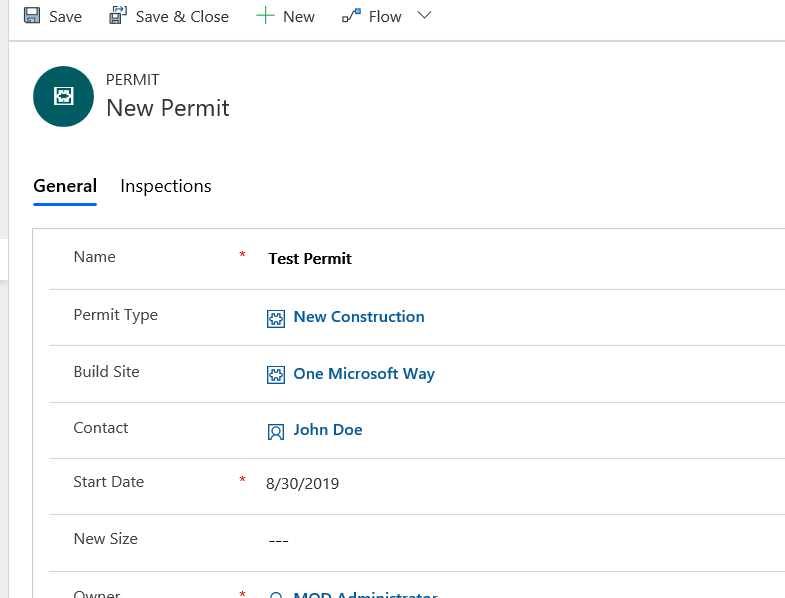 Save Save & Close New Flow
PERMIT
New Permit
General Inspections
Name * Test Permit
Permit Type New Construction
Build Site One Microsoft Way
Contact John Doe
Start Date * 8/30/2019
New Size ---
Owner * MOD Administrator